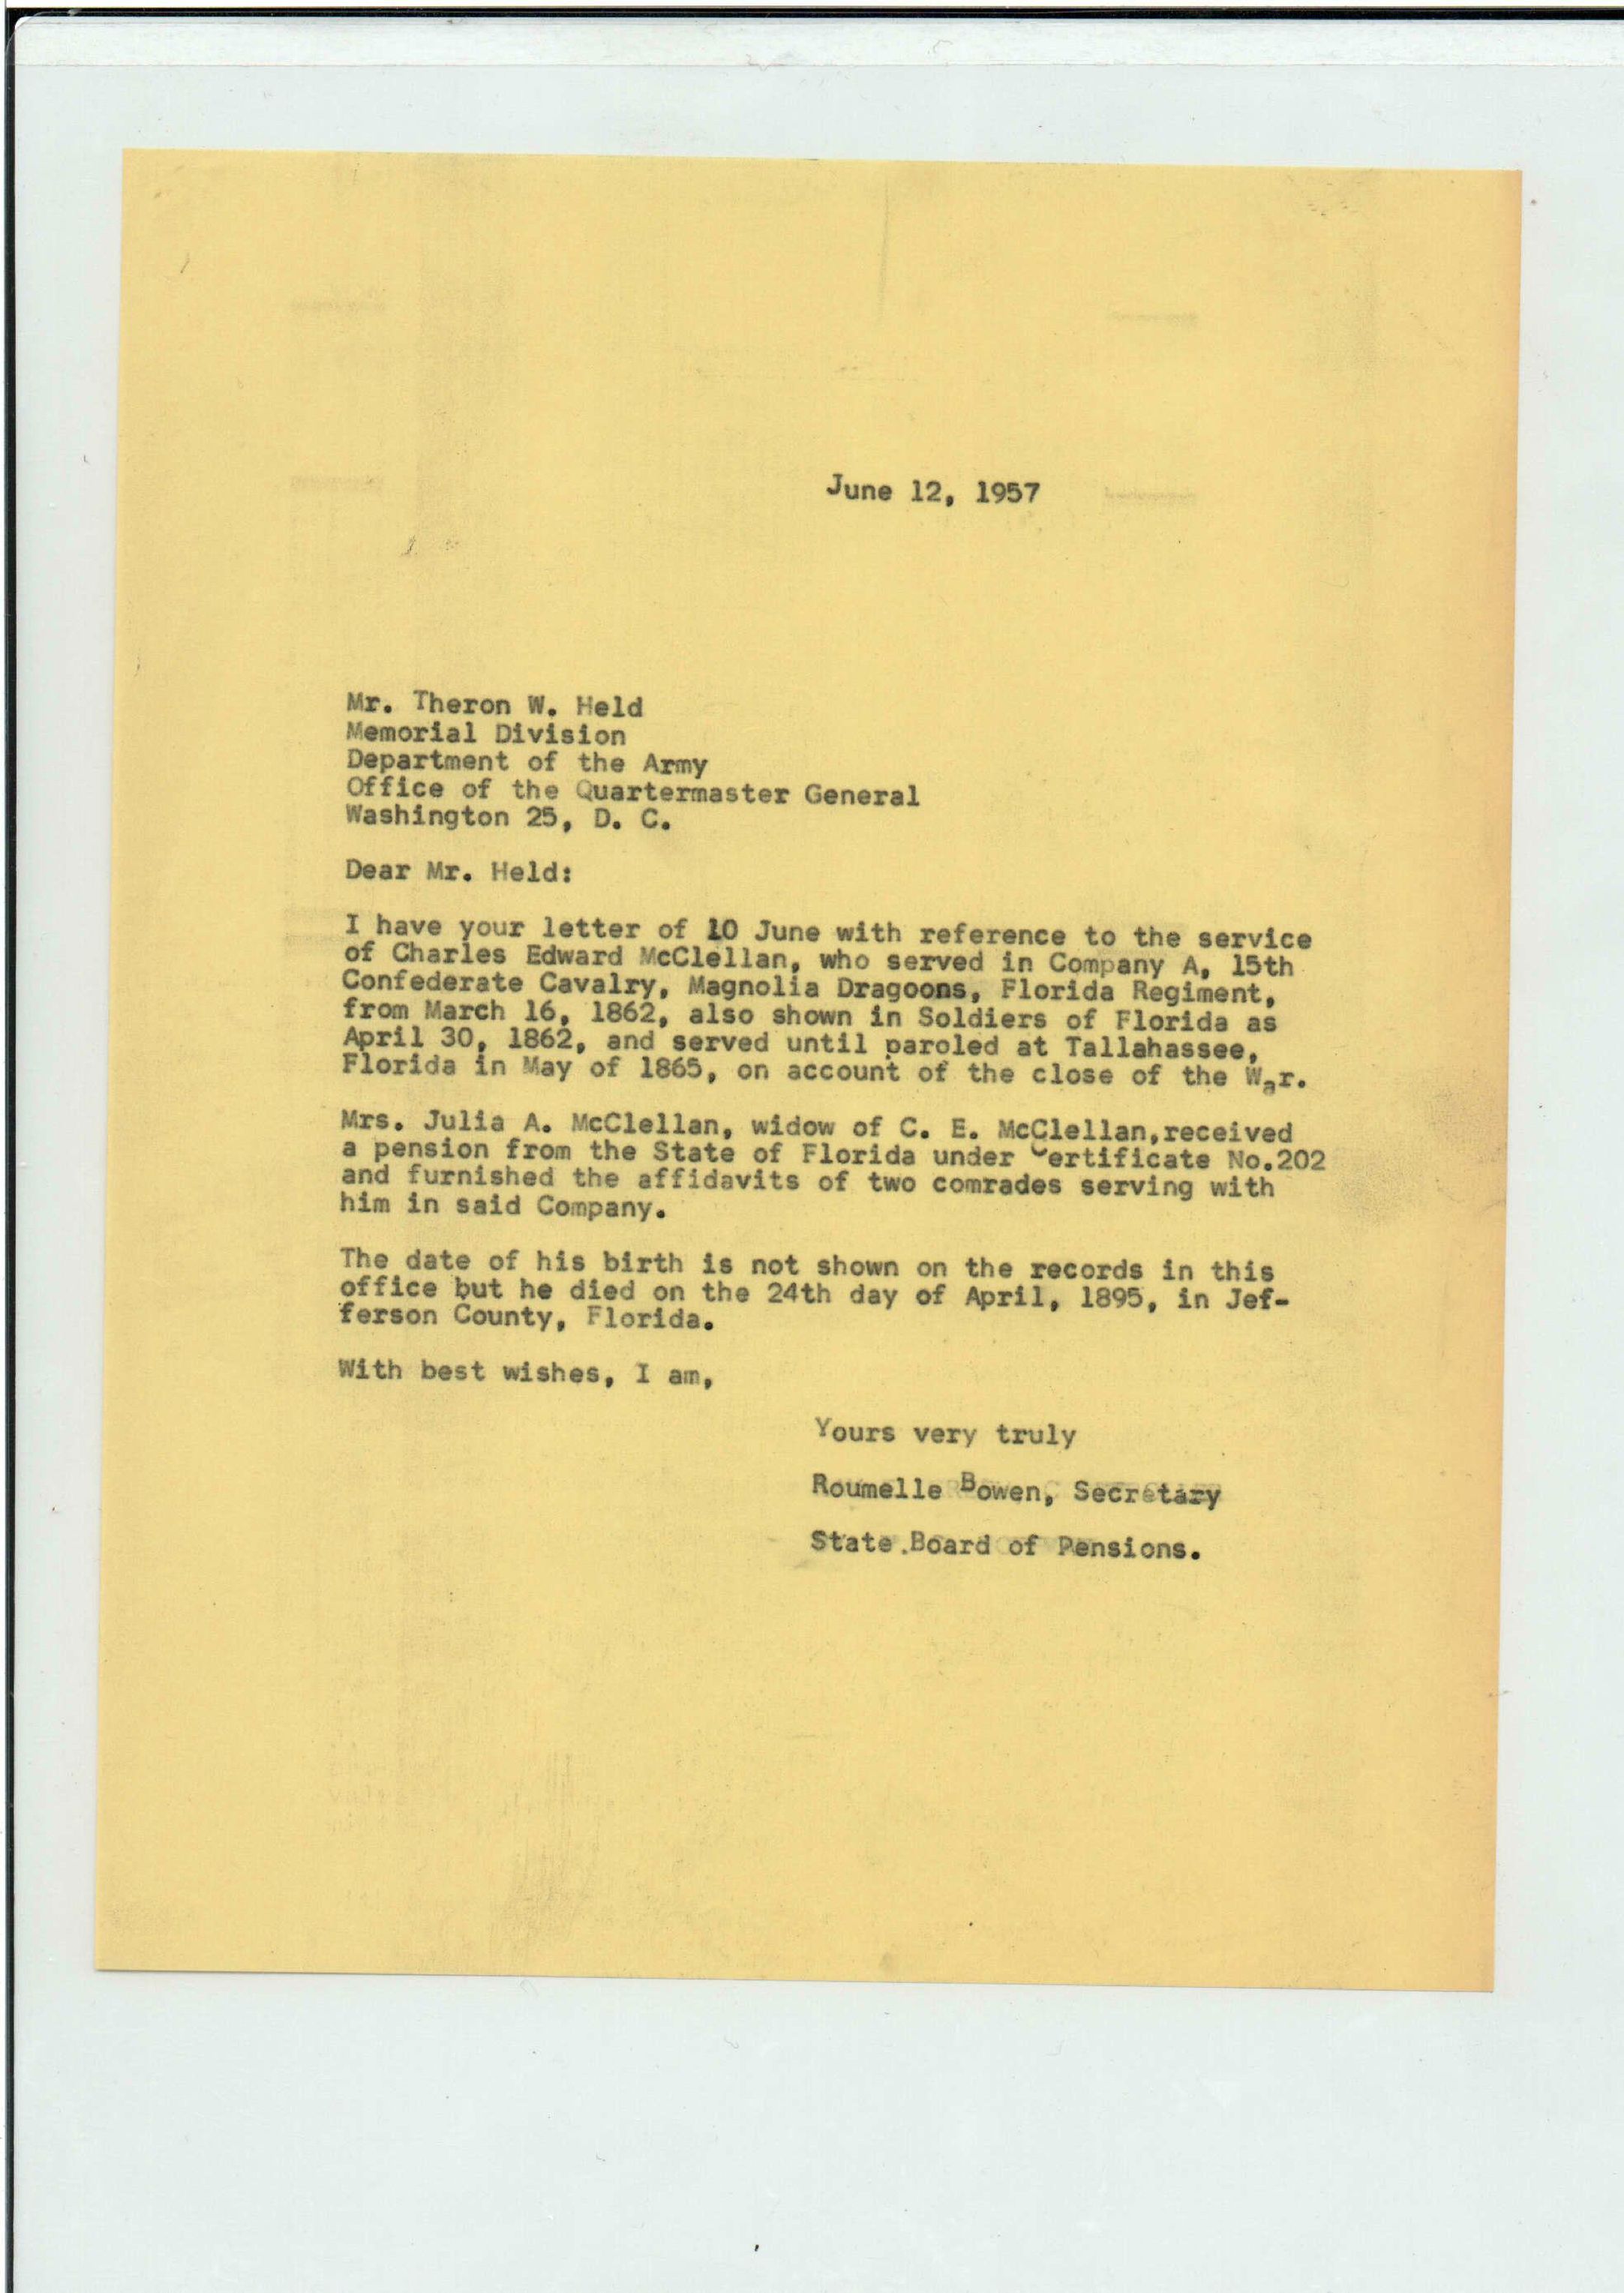 June 12, 1957
Mr. Theron W. Held
Memorial Division
Department of the Army
Office of the Quartermaster General
Washington 25, D. C.
Dear Mr. Held:
I have your letter of 10 June with reference to the service
of Charles Edward McClellan, who served in Company A, 15th
Confederate Cavalry, Magnolia Dragoons, Florida Regiment,
from March 16, 1862, also shown in Soldiers of Florida as
April 30, 1862, and served until paroled at Tallahassee,
Florida in May of 1865, on account of the close of the War.
Mrs. Julia A. McClellan, widow of C. E. McClellan,received
a pension from the State of Florida under Certificate No.202
and furnished the affidavits of two comrades serving with
him in said Company.
The date of his birth is not shown on the records in this
office but he died on the 24th day of April, 1895, in Jef-
ferson County, Florida.
With best wishes, I am,
Yours very truly
Roumelle Bowen, Secretary
State Board of Pensions.